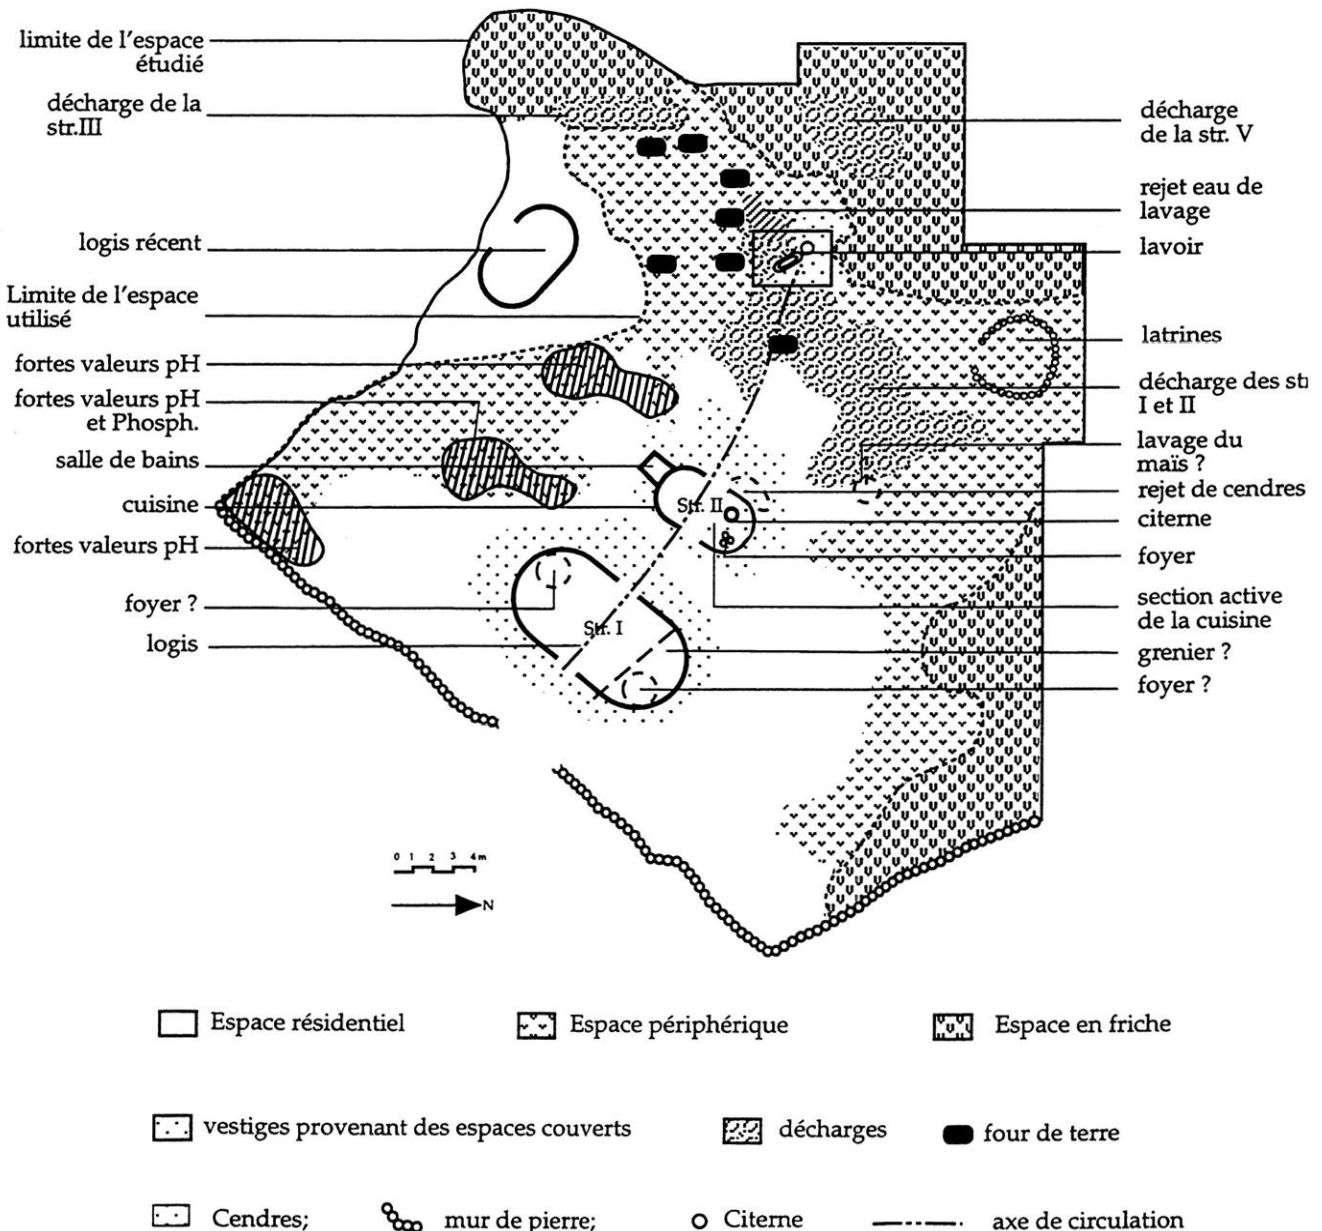 limite de l'espace
étudié
décharge de la
str.III
logis récent
Limite de l'espace
utilisé
fortes valeurs pH
fortes valeurs pH
et Phosph.
salle de bains
cuisine
fortes valeurs pH
foyer ?
logis
décharge
de la str. V
rejet eau de
lavage
lavoir
latrines
décharge des st
I et II
lavage du
maïs ?
rejet de cendres
citerne
foyer
section active
de la cuisine
grenier ?
foyer ?
Str. II
Str. I
0 1 2 3 4m
N
Espace résidentiel
Espace périphérique
Espace en friche
vestiges provenant des espaces couverts
décharges
four de terre
Cendres;
mur de pierre;
Citerne
axe de circulation